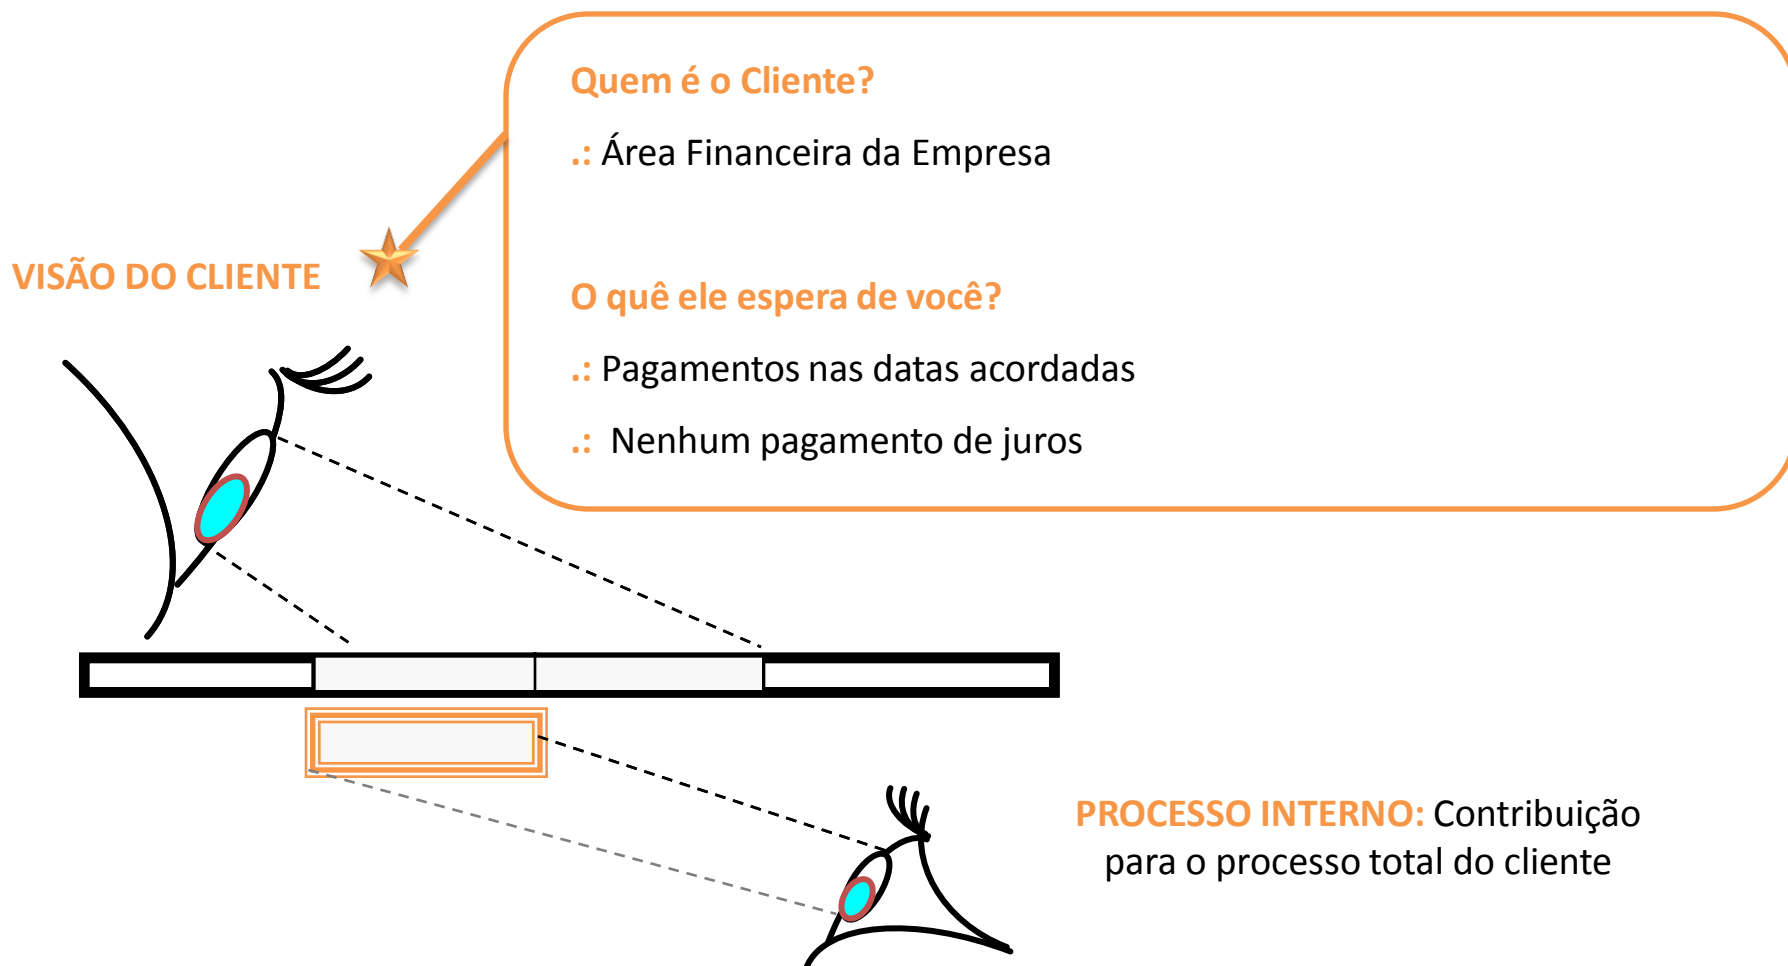 Quem é o Cliente?
.: Área Financeira da Empresa
VISÃO DO CLIENTE
O quê ele espera de você?
.: Pagamentos nas datas acordadas
.: Nenhum pagamento de juros
PROCESSO INTERNO: Contribuição
para o processo total do cliente